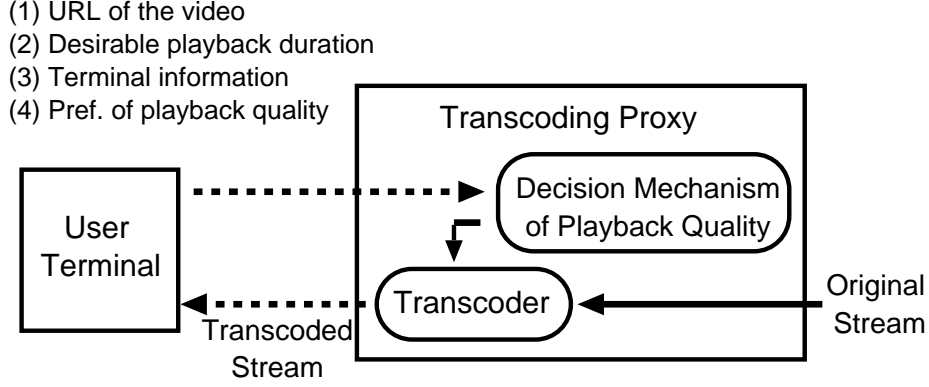 (1) URL of the video
(2) Desirable playback duration
(3) Terminal information
(4) Pref. of playback quality
Transcoding Proxy
Decision Mechanism
of Playback Quality
User
Terminal
Transcoder
Original
Stream
Transcoded
Stream